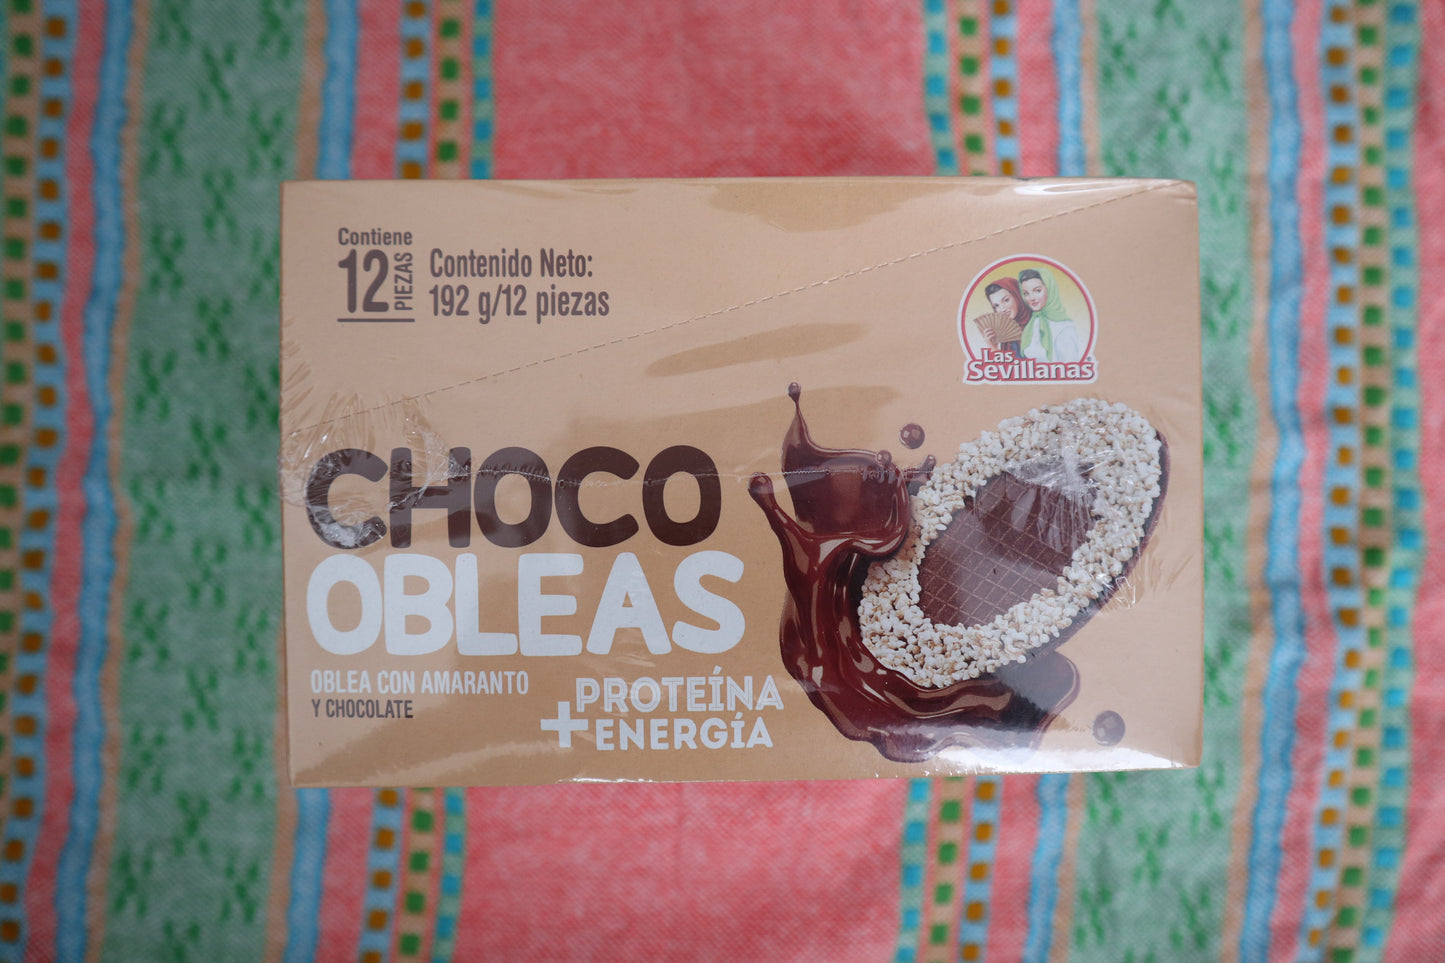 Contiene
12 PIEZAS
Contenido Neto:
192 g/12 piezas
Las
Sevillanas
CHOCO
OBLEAS
OBLEA CON AMARANTO
Y CHOCOLATE
+PROTEÍNA
ENERGÍA